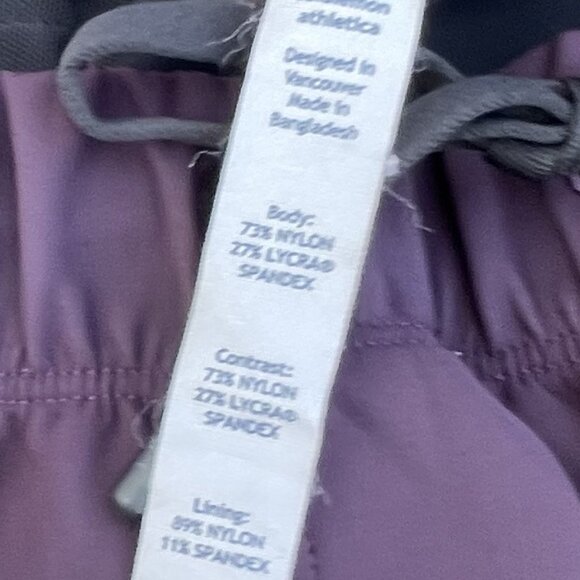 athletica
Designed in
Vancouver
Made in
Bangladesh
Body:
73% NYLON
27% LYCRA®
SPANDEX
Contrast:
73% NYLON
27% LYCRA®
SPANDEX
Lining:
89% NYLON
11% SPANDEX